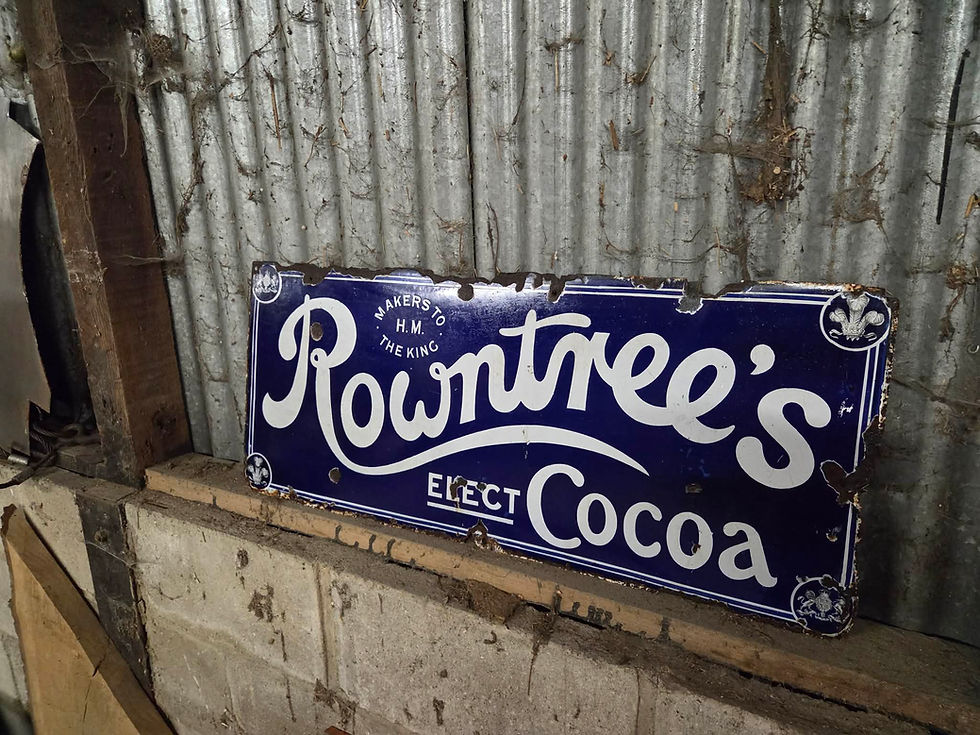 MAKERS TO
H.M.
THE KING
Rowntree's
ELECT Cocoa